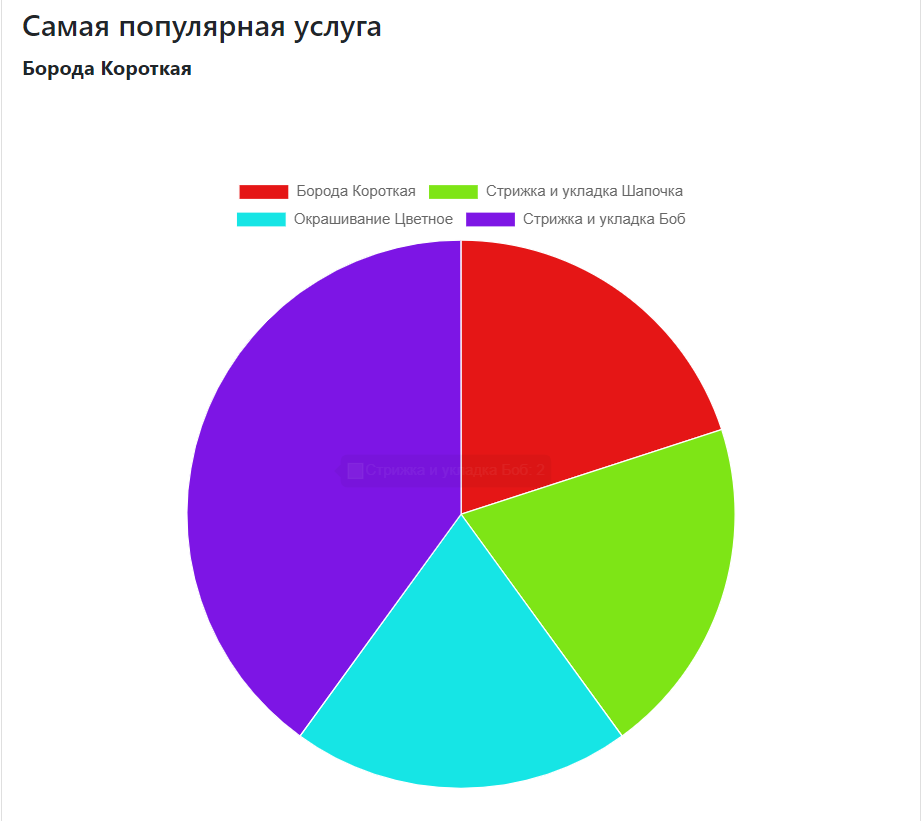 Самая популярная услуга
Борода Короткая
Борода Короткая Стрижка и укладка Шапочка
Окрашивание Цветное Стрижка и укладка Боб
Стрижка и укладка Боб: 2